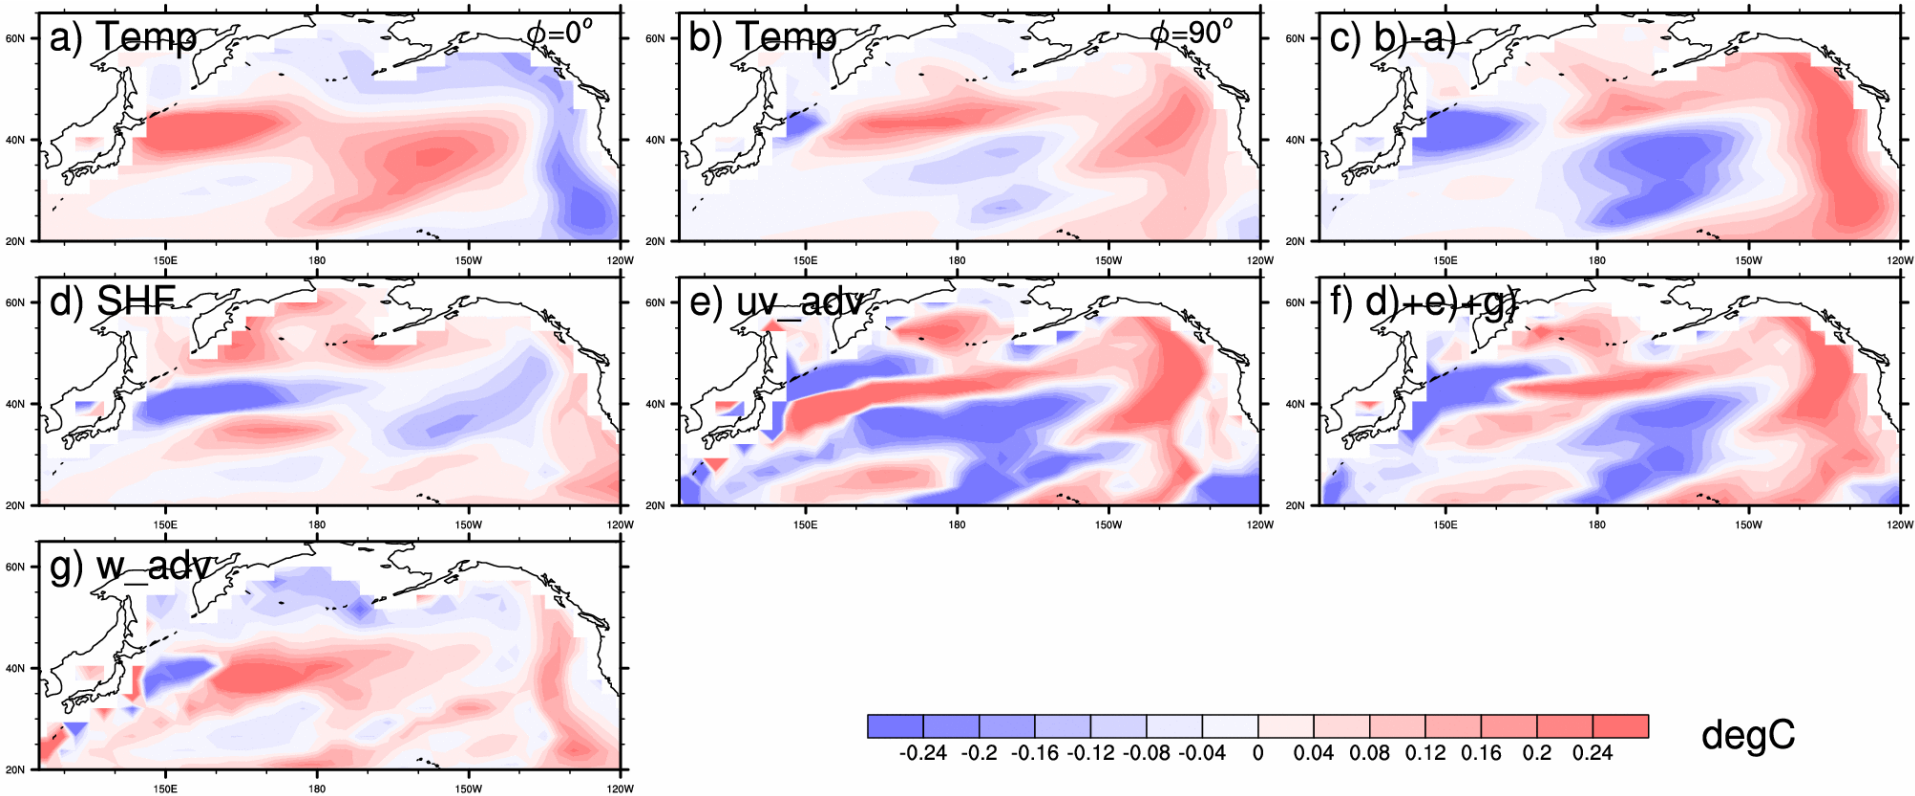 a) Temp ϕ=0°
b) Temp ϕ=90°
c) b)-a)
60N 60N 60N
40N 40N 40N
20N 20N 20N
150E 180 150W 120W 150E 180 150W 120W 150E 180 150W 120W
d) SHF
e) uv_adv
f) d)+e)+g)
60N 60N 60N
40N 40N 40N
20N 20N 20N
150E 180 150W 120W 150E 180 150W 120W 150E 180 150W 120W
g) w_adv
60N
40N
20N
150E 180 150W 120W
-0.24 -0.2 -0.16 -0.12 -0.08 -0.04 0 0.04 0.08 0.12 0.16 0.2 0.24
degC